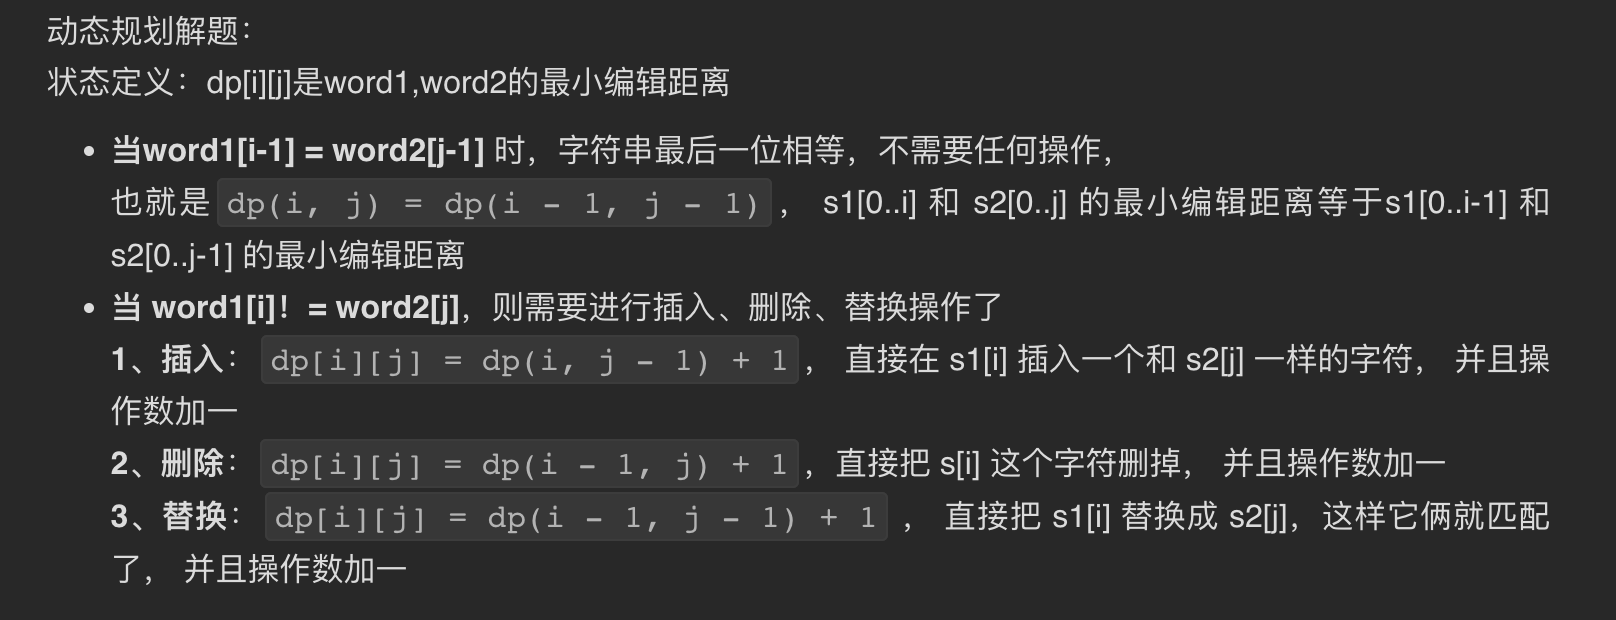 动态规划解题：
状态定义：dp[i][j]是word1,word2的最小编辑距离
• 当word1[i-1] = word2[j-1] 时，字符串最后一位相等，不需要任何操作，
也就是 dp(i, j) = dp(i - 1, j - 1) ， s1[0..i] 和 s2[0..j] 的最小编辑距离等于s1[0..i-1] 和
s2[0..j-1] 的最小编辑距离
• 当 word1[i]！= word2[j]，则需要进行插入、删除、替换操作了
1、插入： dp[i][j] = dp(i, j - 1) + 1 ， 直接在 s1[i] 插入一个和 s2[j] 一样的字符， 并且操
作数加一
2、删除： dp[i][j] = dp(i - 1, j) + 1 ，直接把 s[i] 这个字符删掉， 并且操作数加一
3、替换： dp[i][j] = dp(i - 1, j - 1) + 1 ， 直接把 s1[i] 替换成 s2[j]，这样它俩就匹配
了， 并且操作数加一